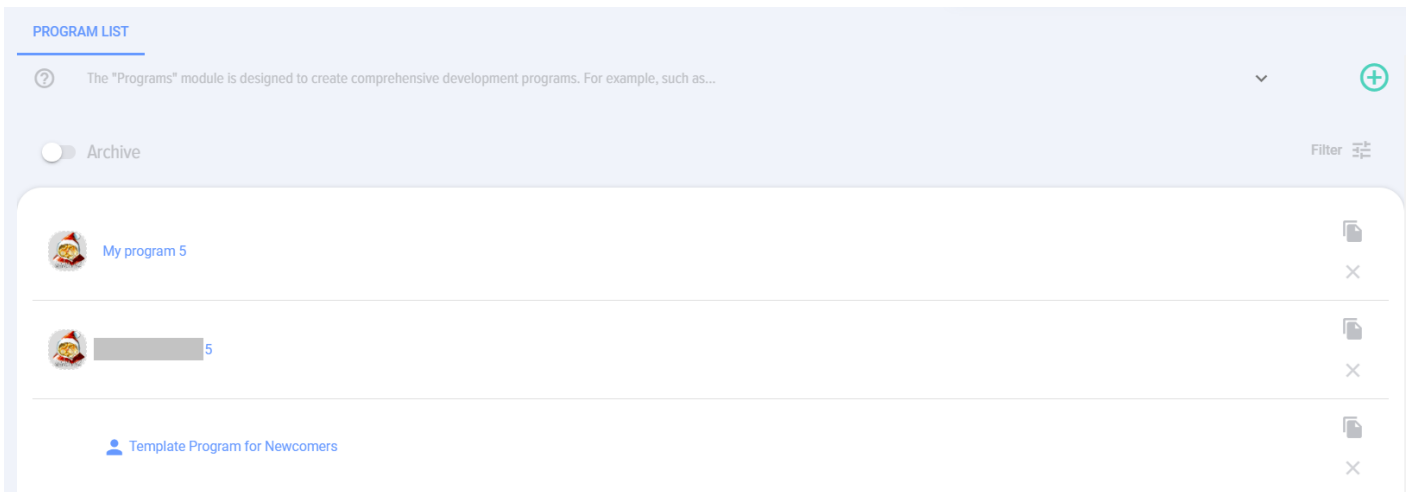 PROGRAM LIST
The "Programs" module is designed to create comprehensive development programs. For example, such as...
Archive
Filter
My program 5
5
Template Program for Newcomers